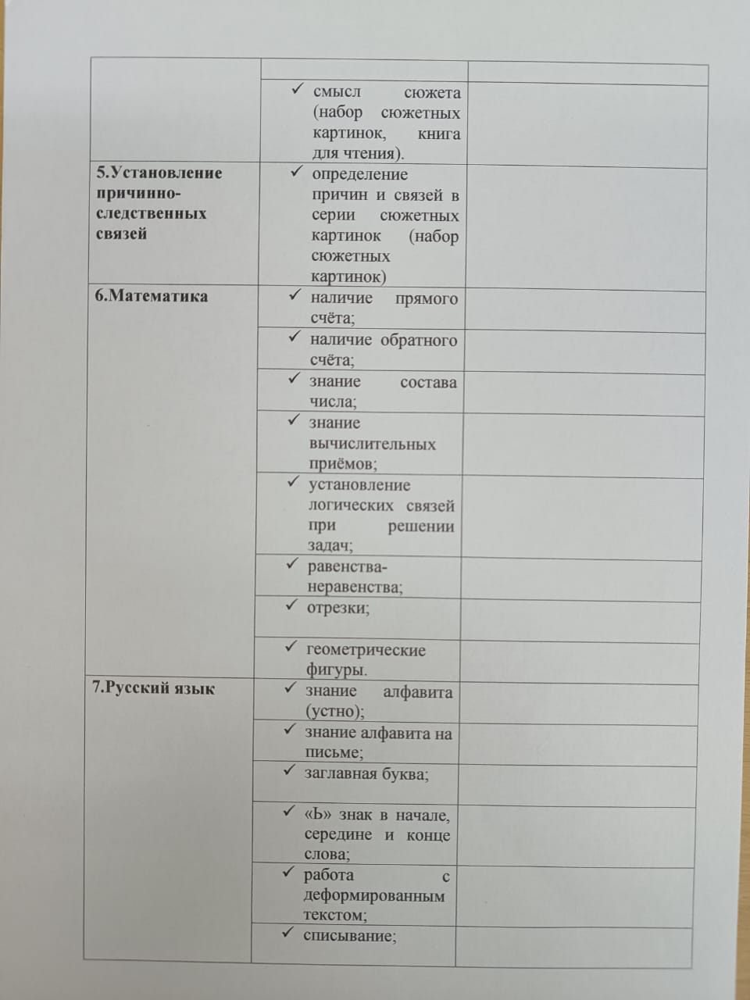 ✓ смысл сюжета
(набор сюжетных
картинок, книга
для чтения).
5.Установление
причинно-
следственных
связей
✓ определение
причин и связей в
серии сюжетных
картинок (набор
сюжетных
картинок)
6.Математика
✓ наличие прямого
счёта;
✓ наличие обратного
счёта;
✓ знание состава
числа;
✓ знание
вычислительных
приёмов;
✓ установление
логических связей
при решении
задач;
✓ равенства-
неравенства;
✓ отрезки;
✓ геометрические
фигуры.
7.Русский язык
✓ знание алфавита
(устно);
✓ знание алфавита на
письме;
✓ заглавная буква;
✓ «Ь» знак в начале,
середине и конце
слова;
✓ работа с
деформированным
текстом;
✓ списывание;